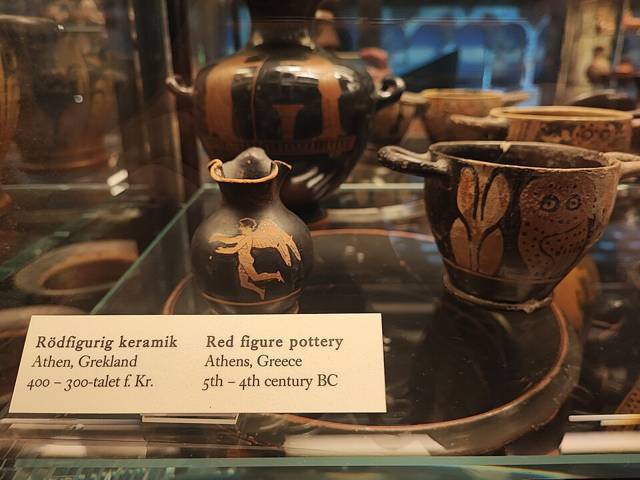 Rödfigurig keramik
Athen, Grekland
400 – 300-talet f. Kr.
Red figure pottery
Athens, Greece
5th – 4th century BC